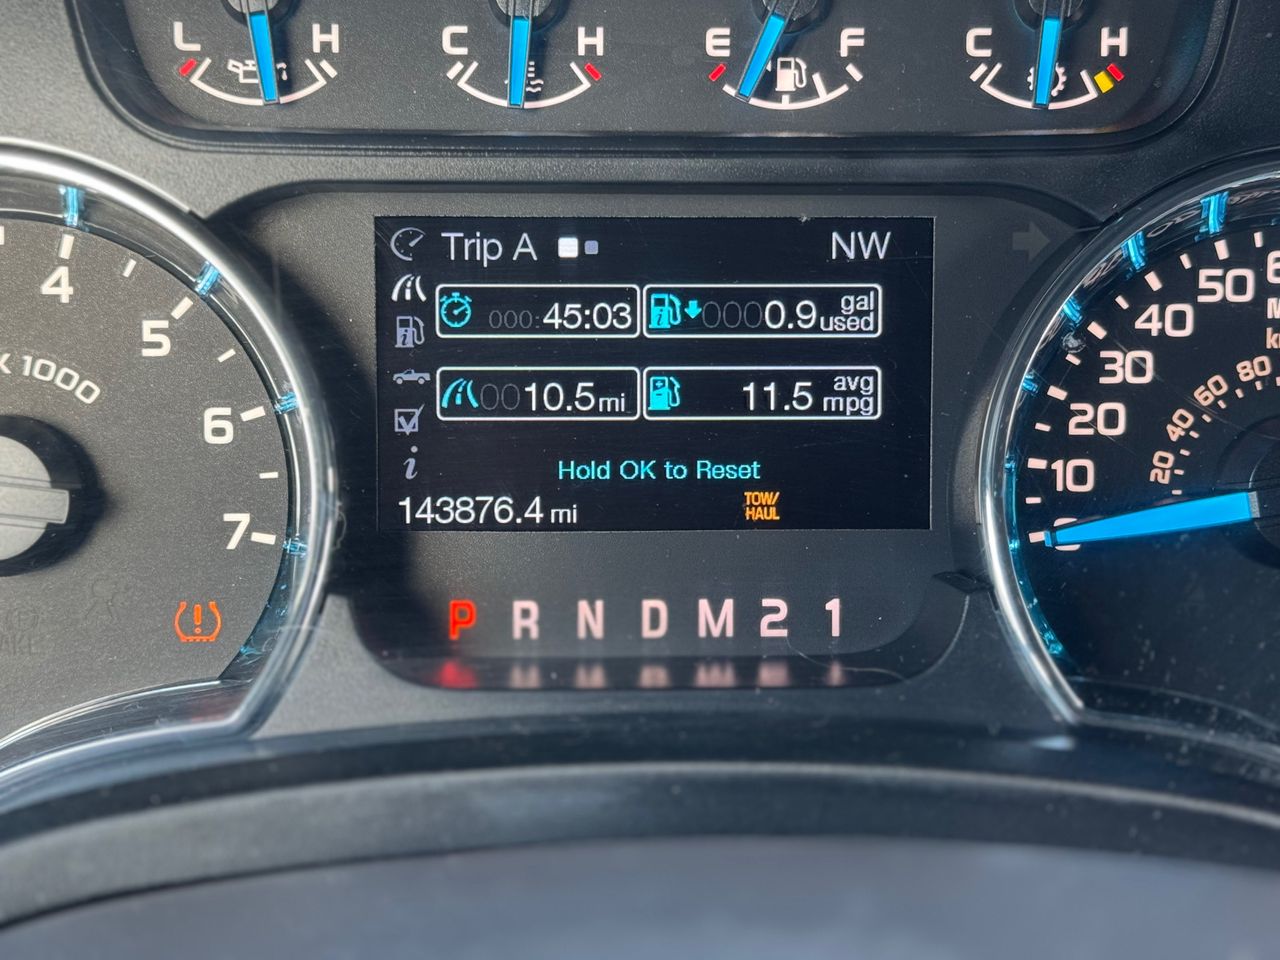 L H C H E F C H
Trip A NW
000:45:03 0000.9 gal used
0010.5 mi 11.5 avg mpg
Hold OK to Reset
143876.4 mi TOW/HAUL
P R N D M 2 1
4
5
6
7
x 1000
50
40
30
20
10
0
80
60
40
20